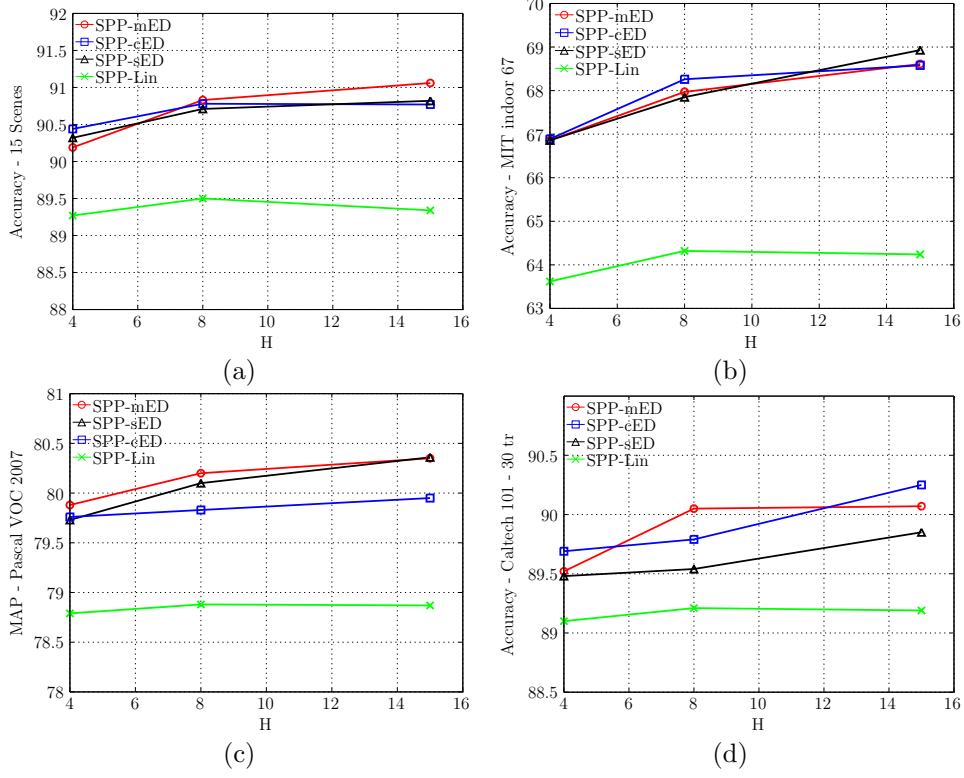 92
91.5
91
90.5
90
89.5
89
88.5
88
4 6 8 10 12 14 16
H
Accuracy - 15 Scenes
SPP-mED
SPP-cED
SPP-sED
SPP-Lin
(a)
70
69
68
67
66
65
64
63
4 6 8 10 12 14 16
H
Accuracy - MIT indoor 67
SPP-mED
SPP-cED
SPP-sED
SPP-Lin
(b)
81
80.5
80
79.5
79
78.5
78
4 6 8 10 12 14 16
H
MAP - Pascal VOC 2007
SPP-mED
SPP-sED
SPP-cED
SPP-Lin
(c)
90.5
90
89.5
89
88.5
4 6 8 10 12 14 16
H
Accuracy - Caltech 101 - 30 tr
SPP-mED
SPP-cED
SPP-sED
SPP-Lin
(d)